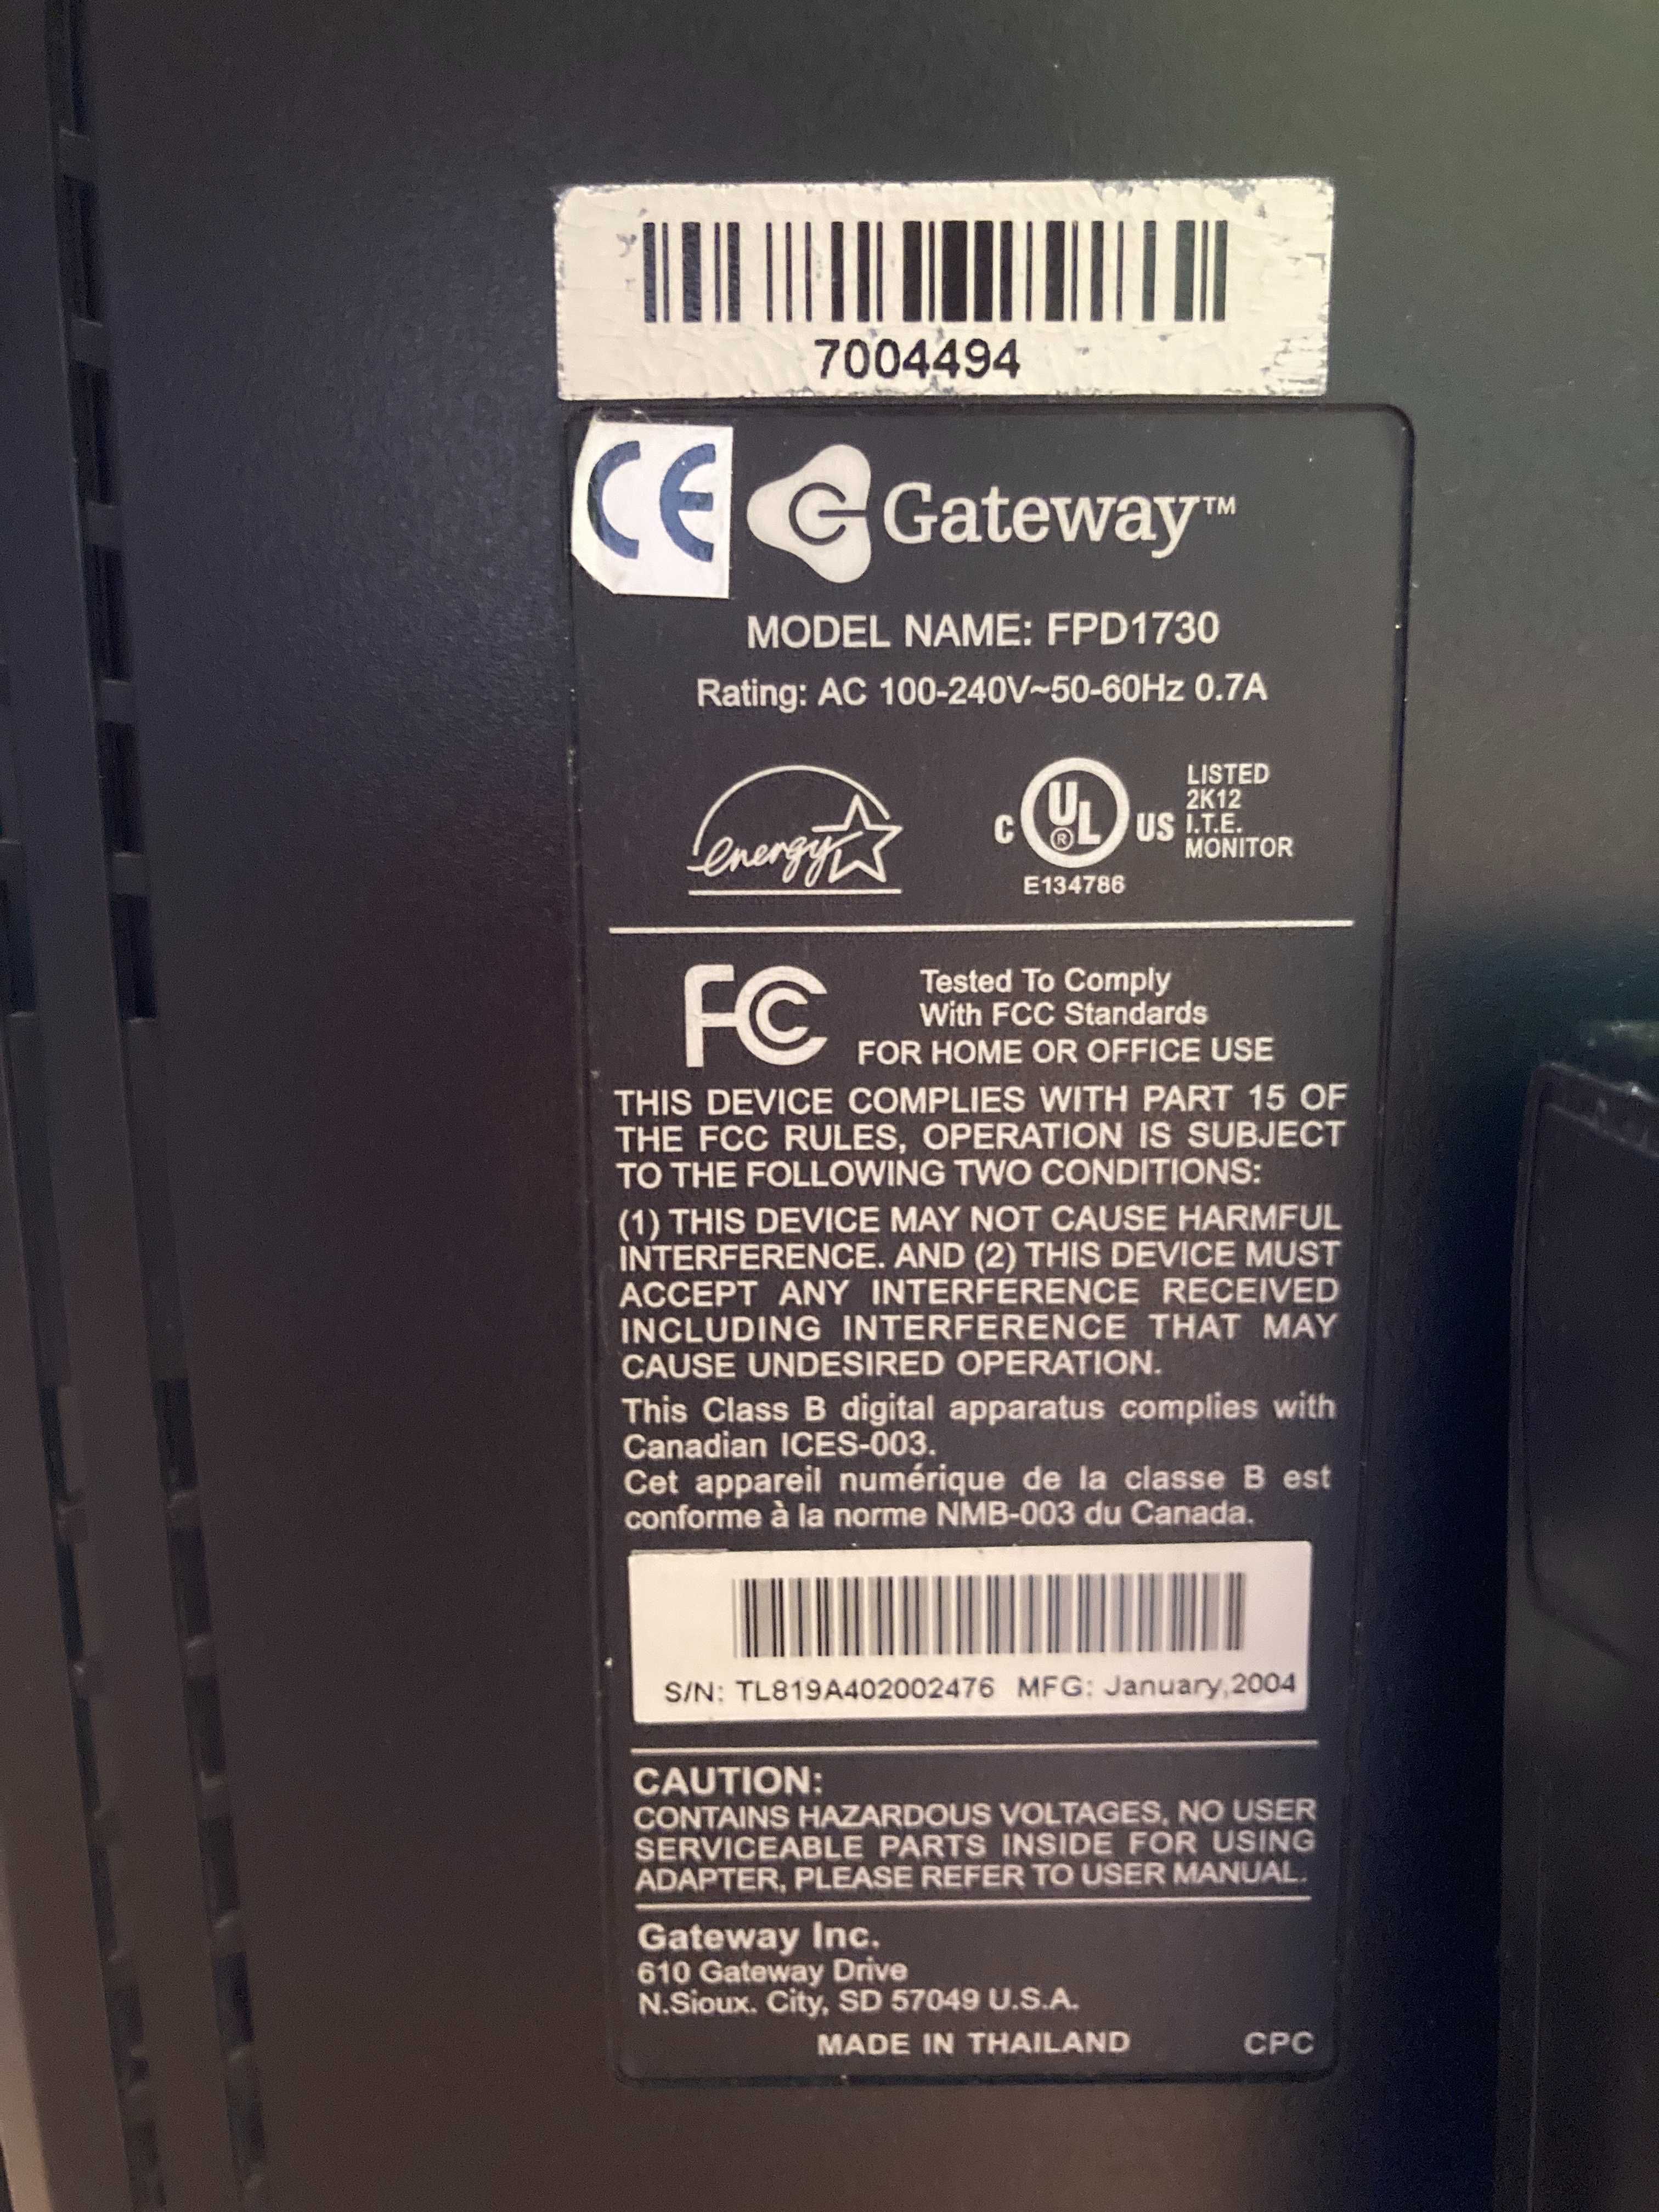 7004494
CE Gateway™
MODEL NAME: FPD1730
Rating: AC 100-240V~50-60Hz 0.7A
energy
C UL® US
LISTED
2K12
I.T.E.
MONITOR
E134786
FC
Tested To Comply
With FCC Standards
FOR HOME OR OFFICE USE
THIS DEVICE COMPLIES WITH PART 15 OF
THE FCC RULES, OPERATION IS SUBJECT
TO THE FOLLOWING TWO CONDITIONS:
(1) THIS DEVICE MAY NOT CAUSE HARMFUL
INTERFERENCE. AND (2) THIS DEVICE MUST
ACCEPT ANY INTERFERENCE RECEIVED
INCLUDING INTERFERENCE THAT MAY
CAUSE UNDESIRED OPERATION.
This Class B digital apparatus complies with
Canadian ICES-003.
Cet appareil numérique de la classe B est
conforme à la norme NMB-003 du Canada.
S/N: TL819A402002476 MFG: January,2004
CAUTION:
CONTAINS HAZARDOUS VOLTAGES, NO USER
SERVICEABLE PARTS INSIDE FOR USING
ADAPTER, PLEASE REFER TO USER MANUAL.
Gateway Inc.
610 Gateway Drive
N.Sioux. City, SD 57049 U.S.A.
MADE IN THAILAND CPC